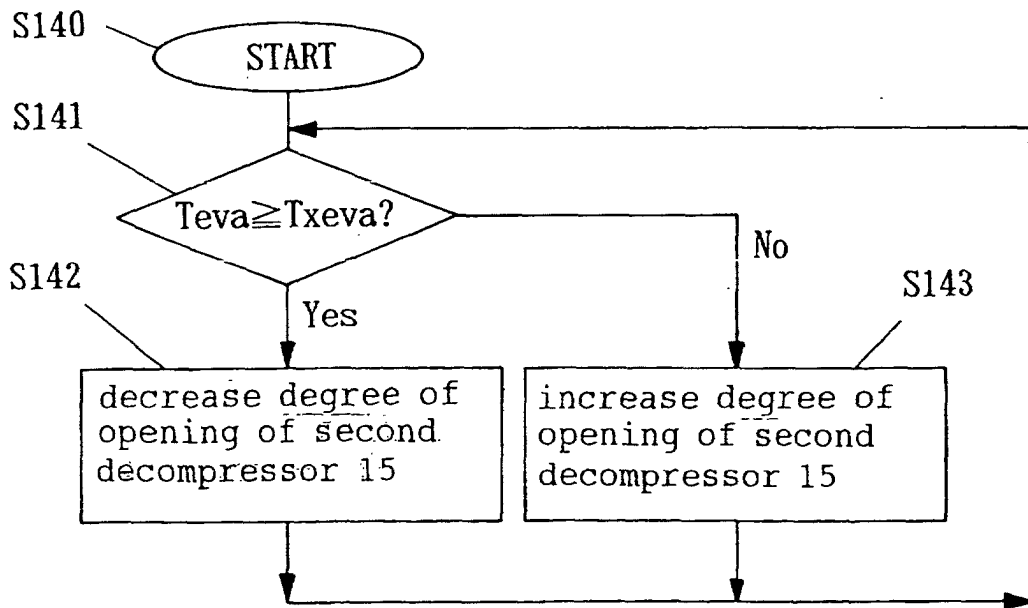 S140
START
S141
Teva≧Txeva?
No
S142
S143
Yes
decrease degree of
opening of second
decompressor 15
increase degree of
opening of second
decompressor 15